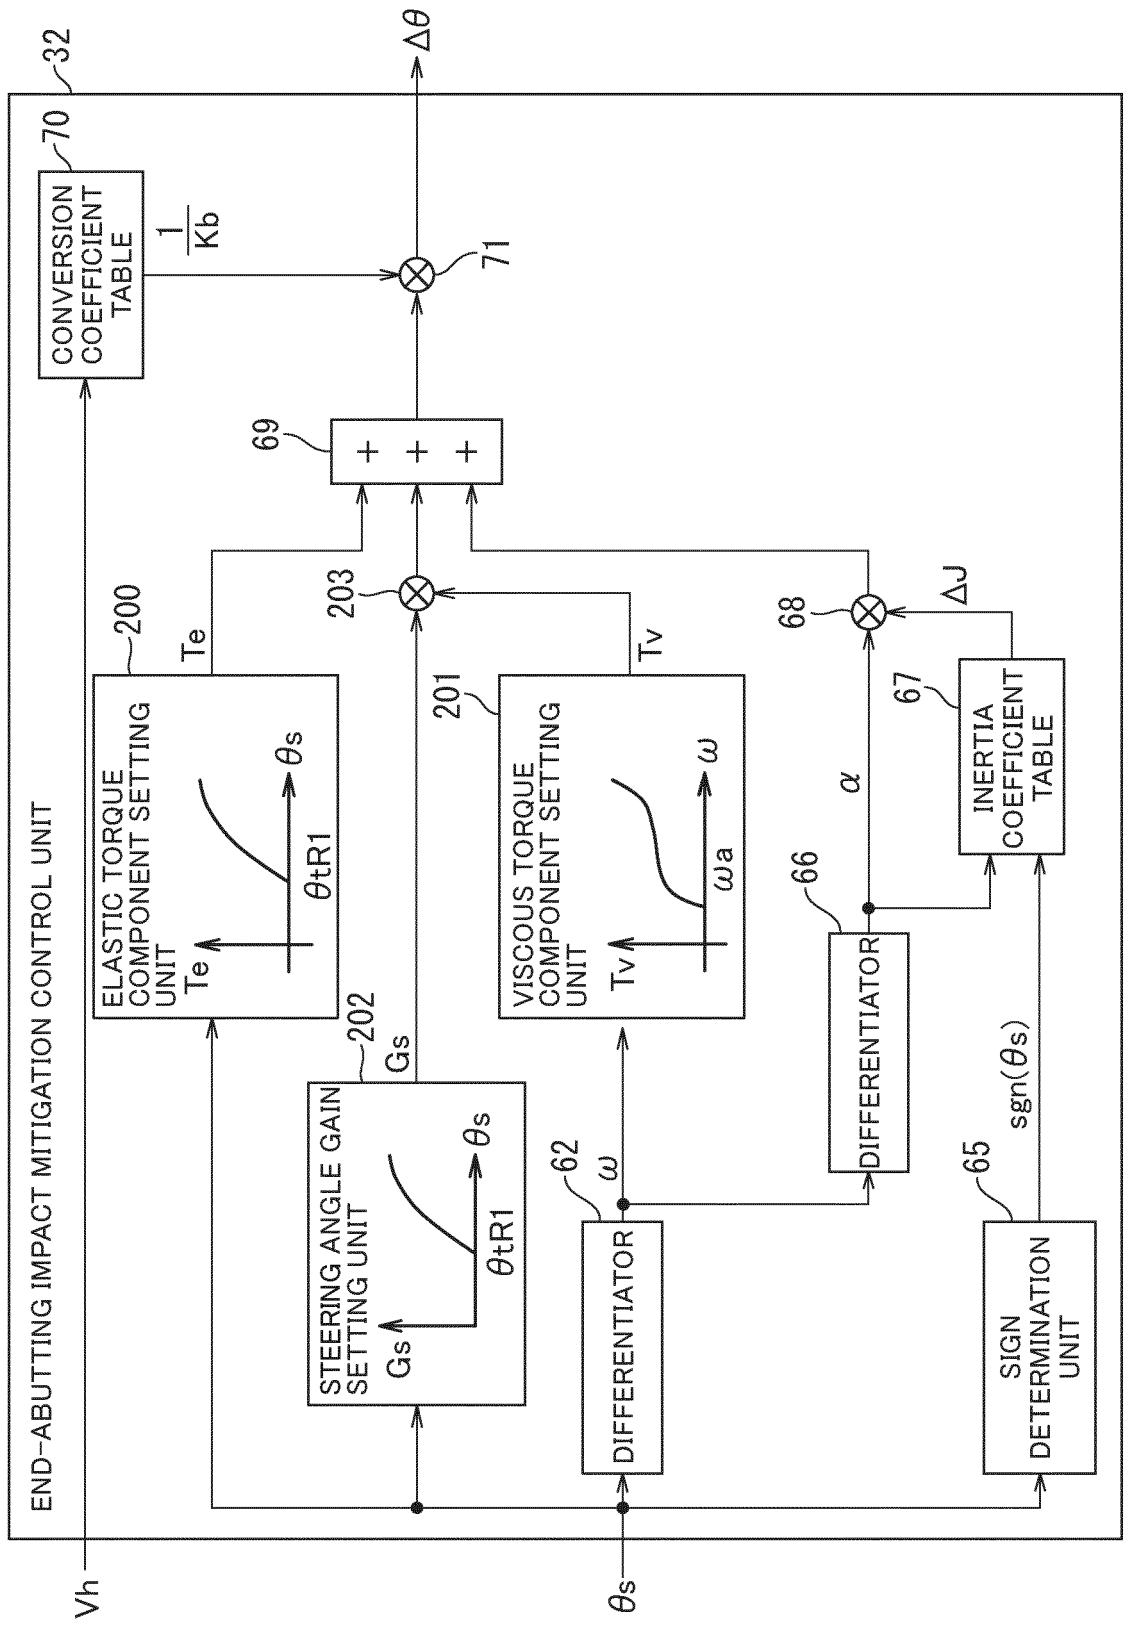 END-ABUTTING IMPACT MITIGATION CONTROL UNIT
32
Vh
70
CONVERSION
COEFFICIENT
TABLE
1
Kb
200
ELASTIC TORQUE
COMPONENT SETTING
UNIT
Te
θs
θtR1
Te
202
STEERING ANGLE GAIN
SETTING UNIT
Gs
θs
θtR1
Gs
203
69
+
+
+
71
Δθ
201
VISCOUS TORQUE
COMPONENT SETTING
UNIT
Tv
ω
ωa
Tv
θs
62
DIFFERENTIATOR
ω
66
DIFFERENTIATOR
α
68
ΔJ
67
INERTIA
COEFFICIENT
TABLE
65
SIGN
DETERMINATION
UNIT
sgn(θs)